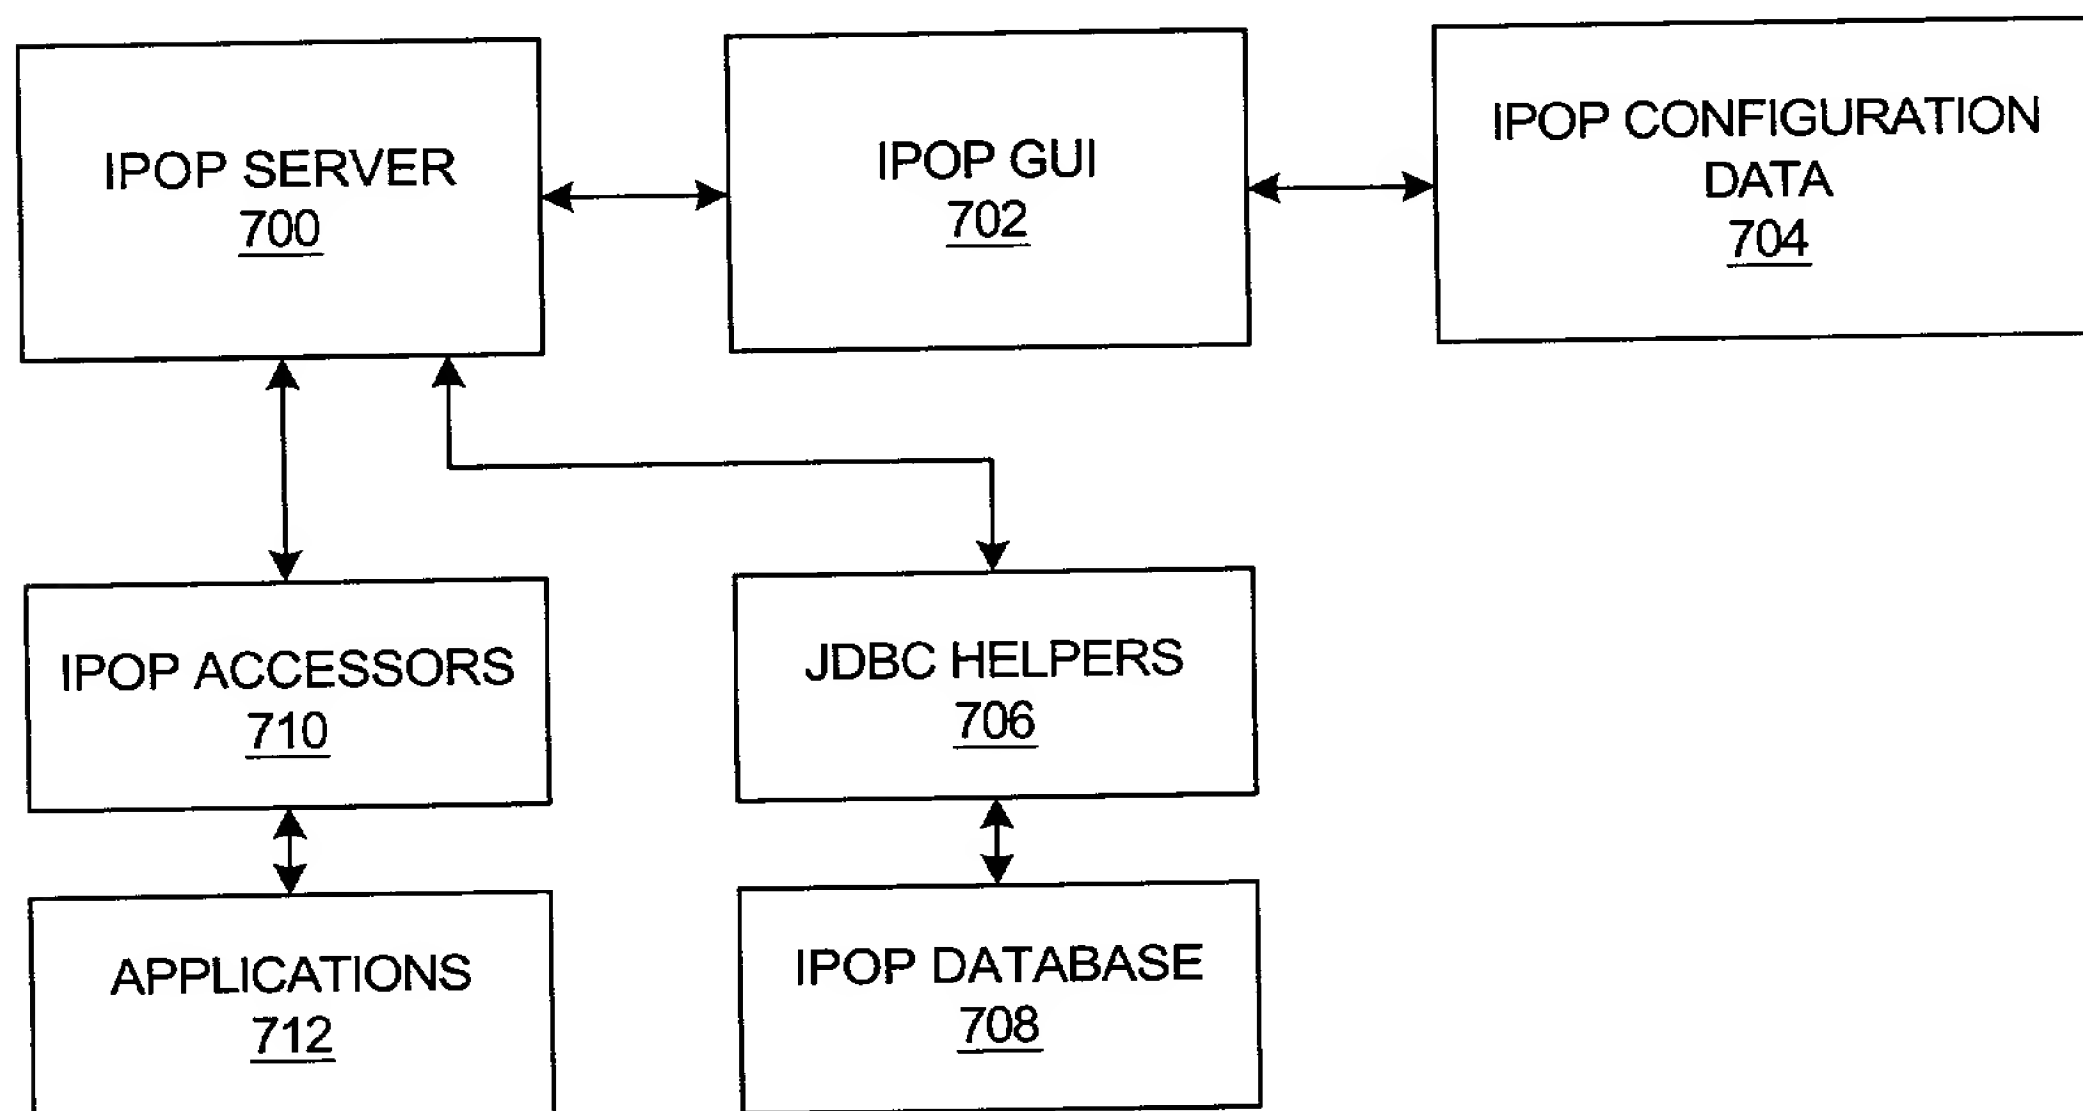 IPOP SERVER
700
IPOP GUI
702
IPOP CONFIGURATION
DATA
704
IPOP ACCESSORS
710
JDBC HELPERS
706
APPLICATIONS
712
IPOP DATABASE
708